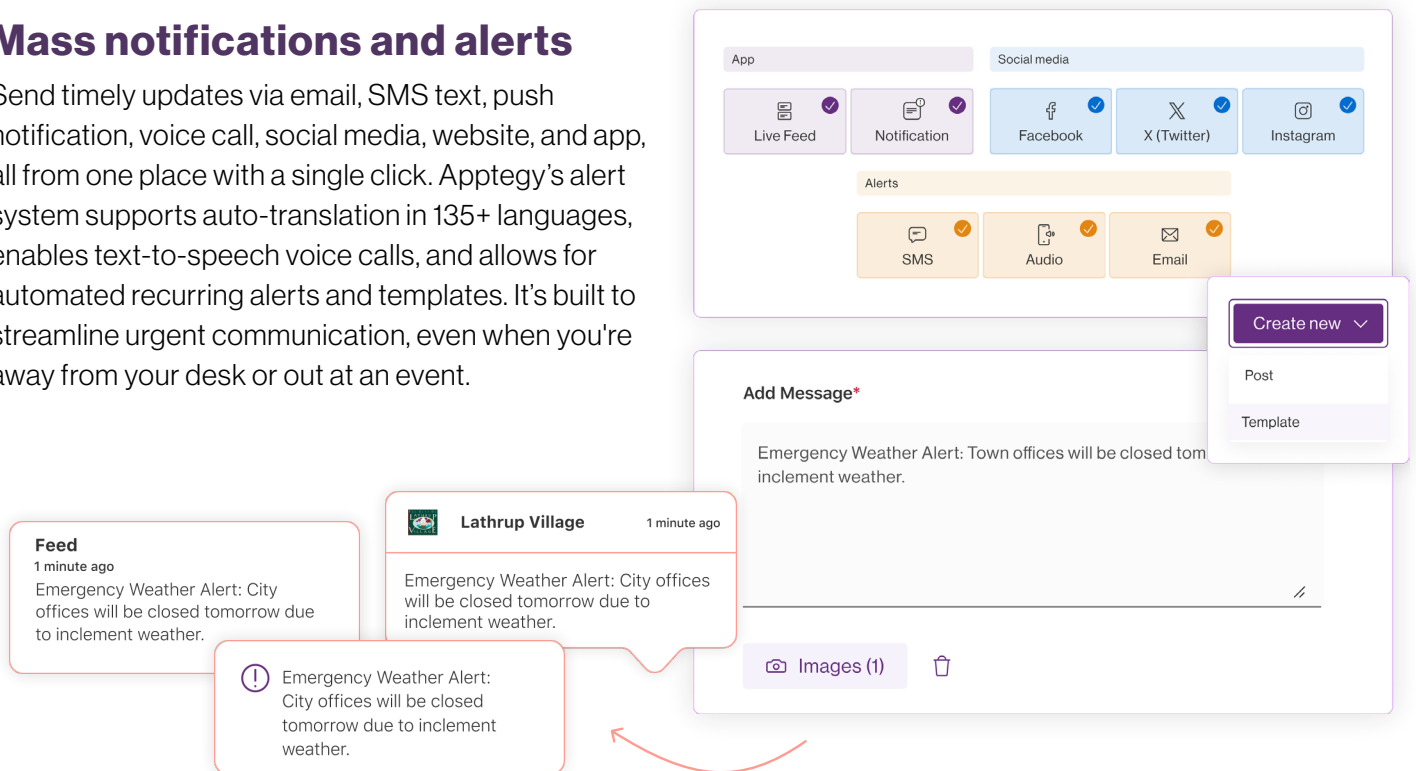 Mass notifications and alerts
Send timely updates via email, SMS text, push
notification, voice call, social media, website, and app,
all from one place with a single click. Apptegy's alert
system supports auto-translation in 135+ languages,
enables text-to-speech voice calls, and allows for
automated recurring alerts and templates. It's built to
streamline urgent communication, even when you're
away from your desk or out at an event.
App
Social media
Live Feed
Notification
Facebook
X (Twitter)
Instagram
Alerts
SMS
Audio
Email
Create new
Post
Template
Add Message*
Emergency Weather Alert: Town offices will be closed tom
inclement weather.
Images (1)
Feed
1 minute ago
Emergency Weather Alert: City
offices will be closed tomorrow due
to inclement weather.
Lathrup Village
1 minute ago
Emergency Weather Alert: City offices
will be closed tomorrow due to
inclement weather.
Emergency Weather Alert:
City offices will be closed
tomorrow due to inclement
weather.